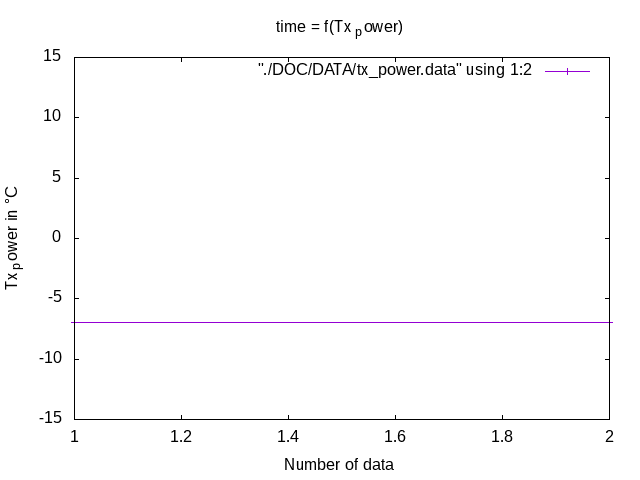 time = f(Tx power)
"./DOC/DATA/tx_power.data" using 1:2
15
10
5
0
-5
-10
-15
Tx power in °C
1 1.2 1.4 1.6 1.8 2
Number of data